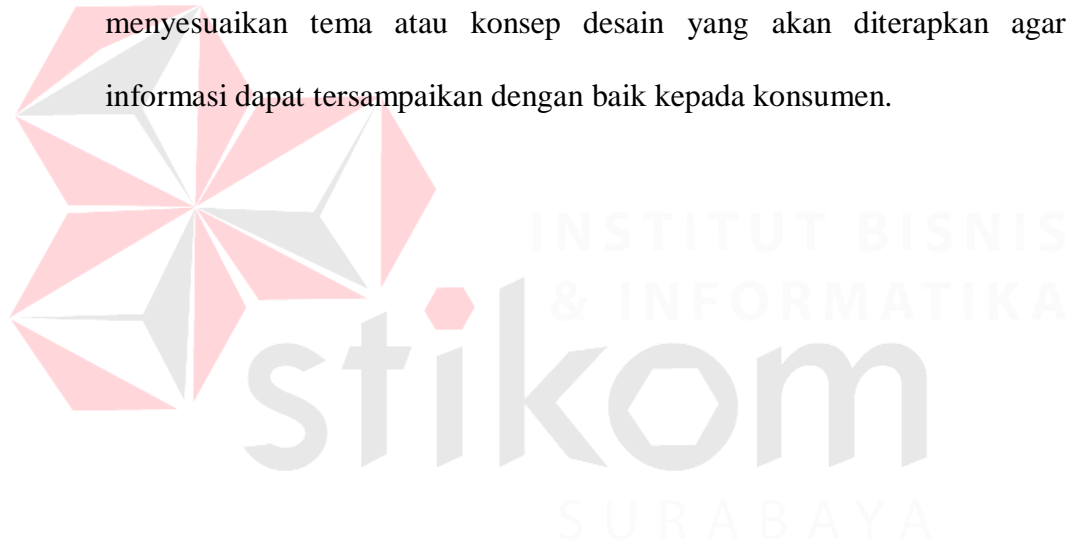 menyesuaikan tema atau konsep desain yang akan diterapkan agar
informasi dapat tersampaikan dengan baik kepada konsumen.
INSTITUT BISNIS
& INFORMATIKA
stikom
SURABAYA